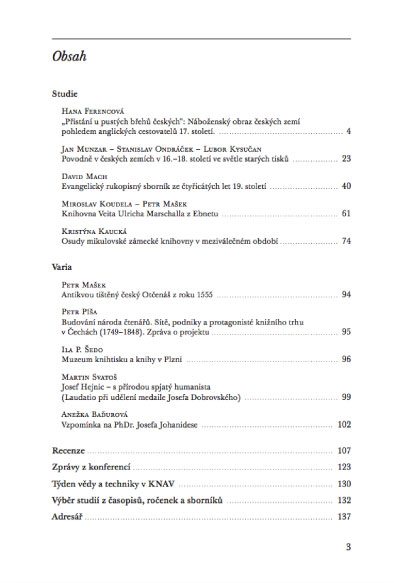 Obsah
Studie
Hana Ferencová
„Přistání u pustých břehů českých“: Náboženský obraz českých zemí
pohledem anglických cestovatelů 17. století. 4
Jan Munzar – Stanislav Ondráček – Lubor Kysučan
Povodně v českých zemích v 16.–18. století ve světle starých tisků 23
David Mach
Evangelický rukopisný sborník ze čtyřicátých let 19. století 40
Miroslav Koudela – Petr Mašek
Knihovna Veita Ulricha Marschalla z Ebnetu 61
Kristýna Kaucká
Osudy mikulovské zámecké knihovny v meziválečném období 74
Varia
Petr Mašek
Antikvou tištěný český Otčenáš z roku 1555 94
Petr Píša
Budování národa čtenářů. Sítě, podniky a protagonisté knižního trhu
v Čechách (1749–1848). Zpráva o projektu 95
Ila P. Šedo
Muzeum knihtisku a knihy v Plzni 96
Martin Svatoš
Josef Hejnic – s přírodou spjatý humanista
(Laudatio při udělení medaile Josefa Dobrovského) 99
Anežka Baďurová
Vzpomínka na PhDr. Josefa Johanidese 102
Recenze 107
Zprávy z konferencí 123
Týden vědy a techniky v KNAV 130
Výběr studií z časopisů, ročenek a sborníků 132
Adresář 137
3